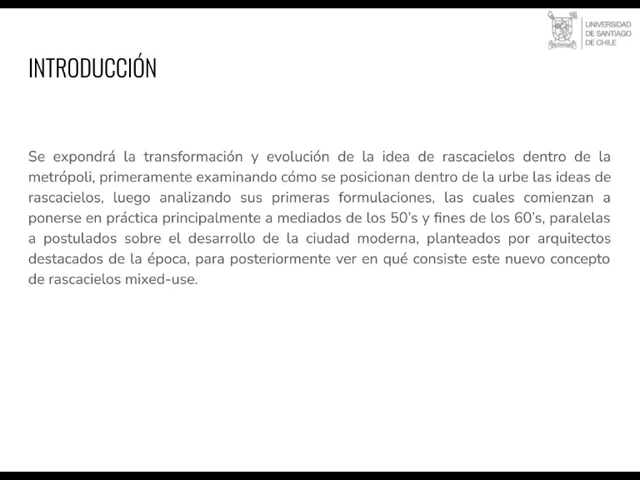 UNIVERSIDAD
DE SANTIAGO
DE CHILE
INTRODUCCIÓN
Se expondrá la transformación y evolución de la idea de rascacielos dentro de la
metrópoli, primeramente examinando cómo se posicionan dentro de la urbe las ideas de
rascacielos, luego analizando sus primeras formulaciones, las cuales comienzan a
ponerse en práctica principalmente a mediados de los 50's y fines de los 60's, paralelas
a postulados sobre el desarrollo de la ciudad moderna, planteados por arquitectos
destacados de la época, para posteriormente ver en qué consiste este nuevo concepto
de rascacielos mixed-use.